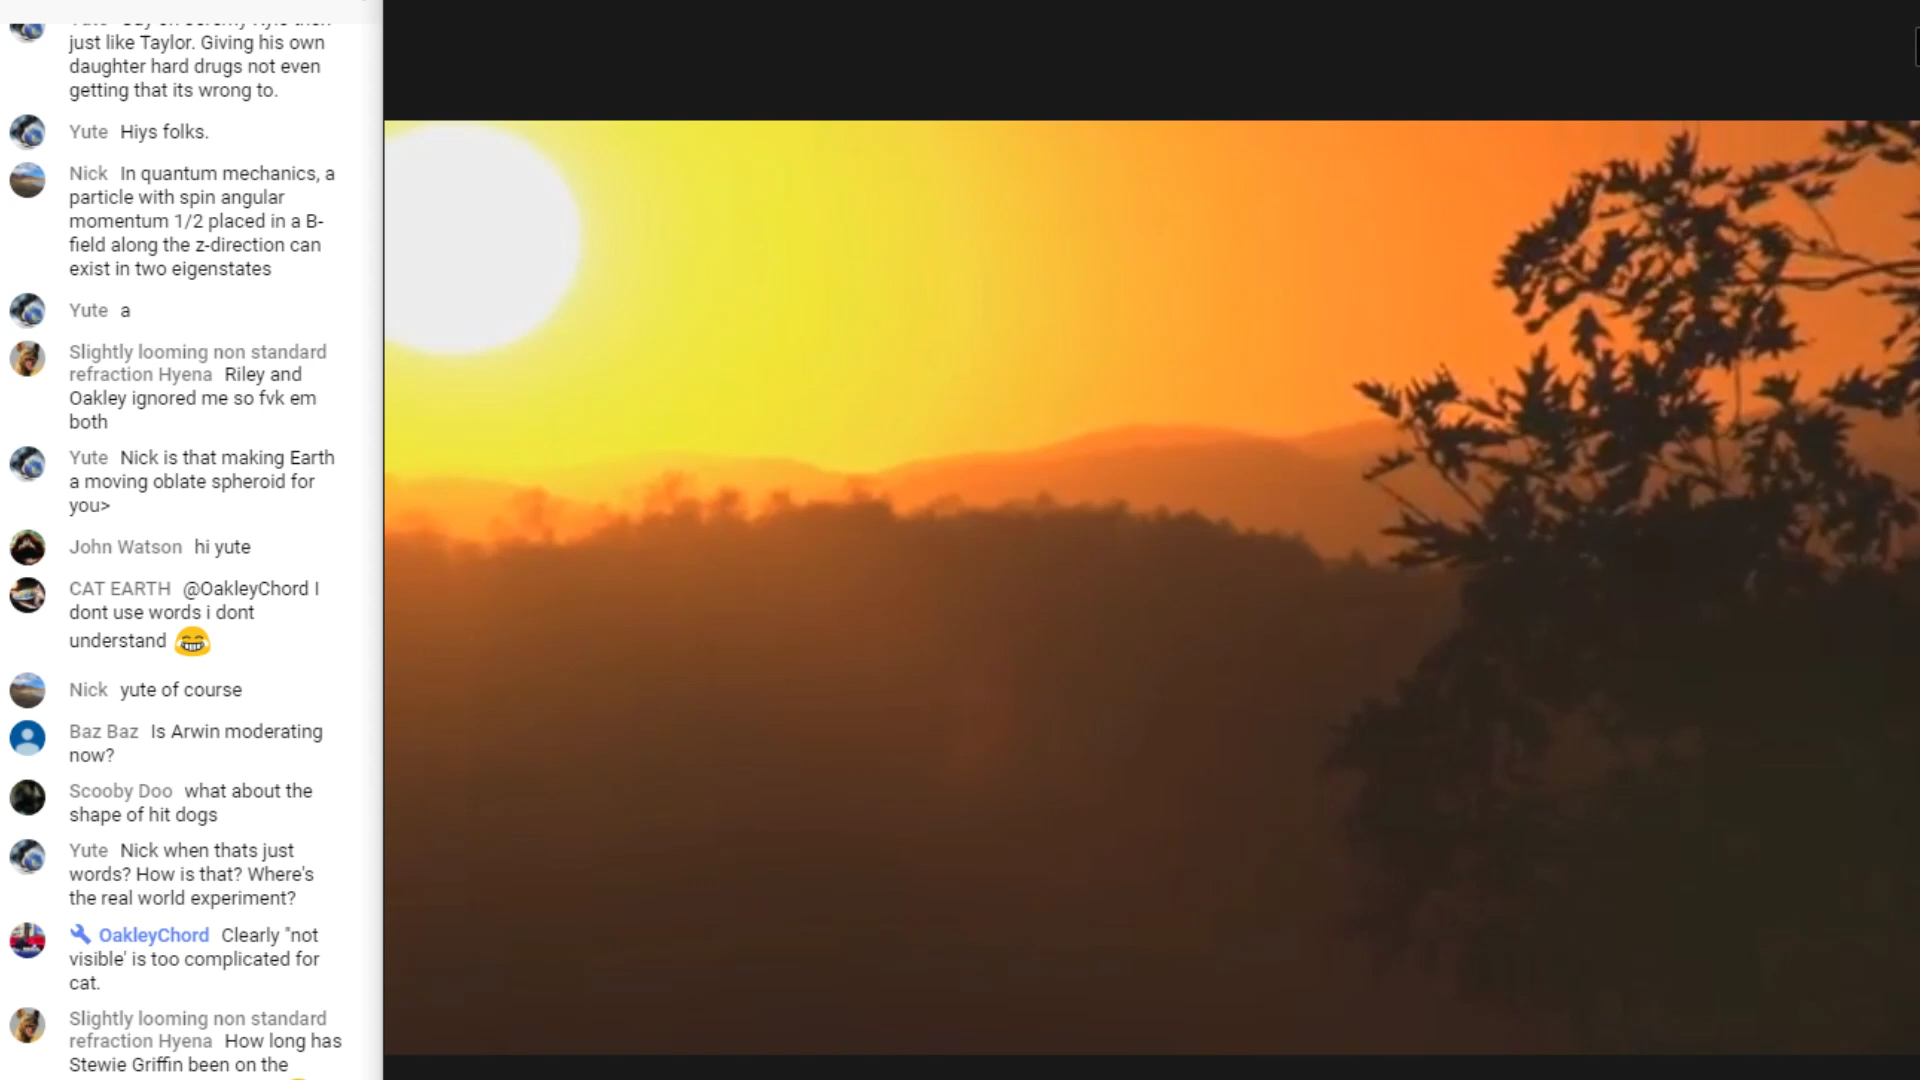 just like Taylor. Giving his own
daughter hard drugs not even
getting that its wrong to.
Yute Hiys folks.
Nick In quantum mechanics, a
particle with spin angular
momentum 1/2 placed in a B-
field along the z-direction can
exist in two eigenstates
Yute a
Slightly looming non standard
refraction Hyena Riley and
Oakley ignored me so fvk em
both
Yute Nick is that making Earth
a moving oblate spheroid for
you>
John Watson hi yute
CAT EARTH @OakleyChord I
dont use words i dont
understand
Nick yute of course
Baz Baz Is Arwin moderating
now?
Scooby Doo what about the
shape of hit dogs
Yute Nick when thats just
words? How is that? Where's
the real world experiment?
OakleyChord Clearly "not
visible' is too complicated for
cat.
Slightly looming non standard
refraction Hyena How long has
Stewie Griffin been on the